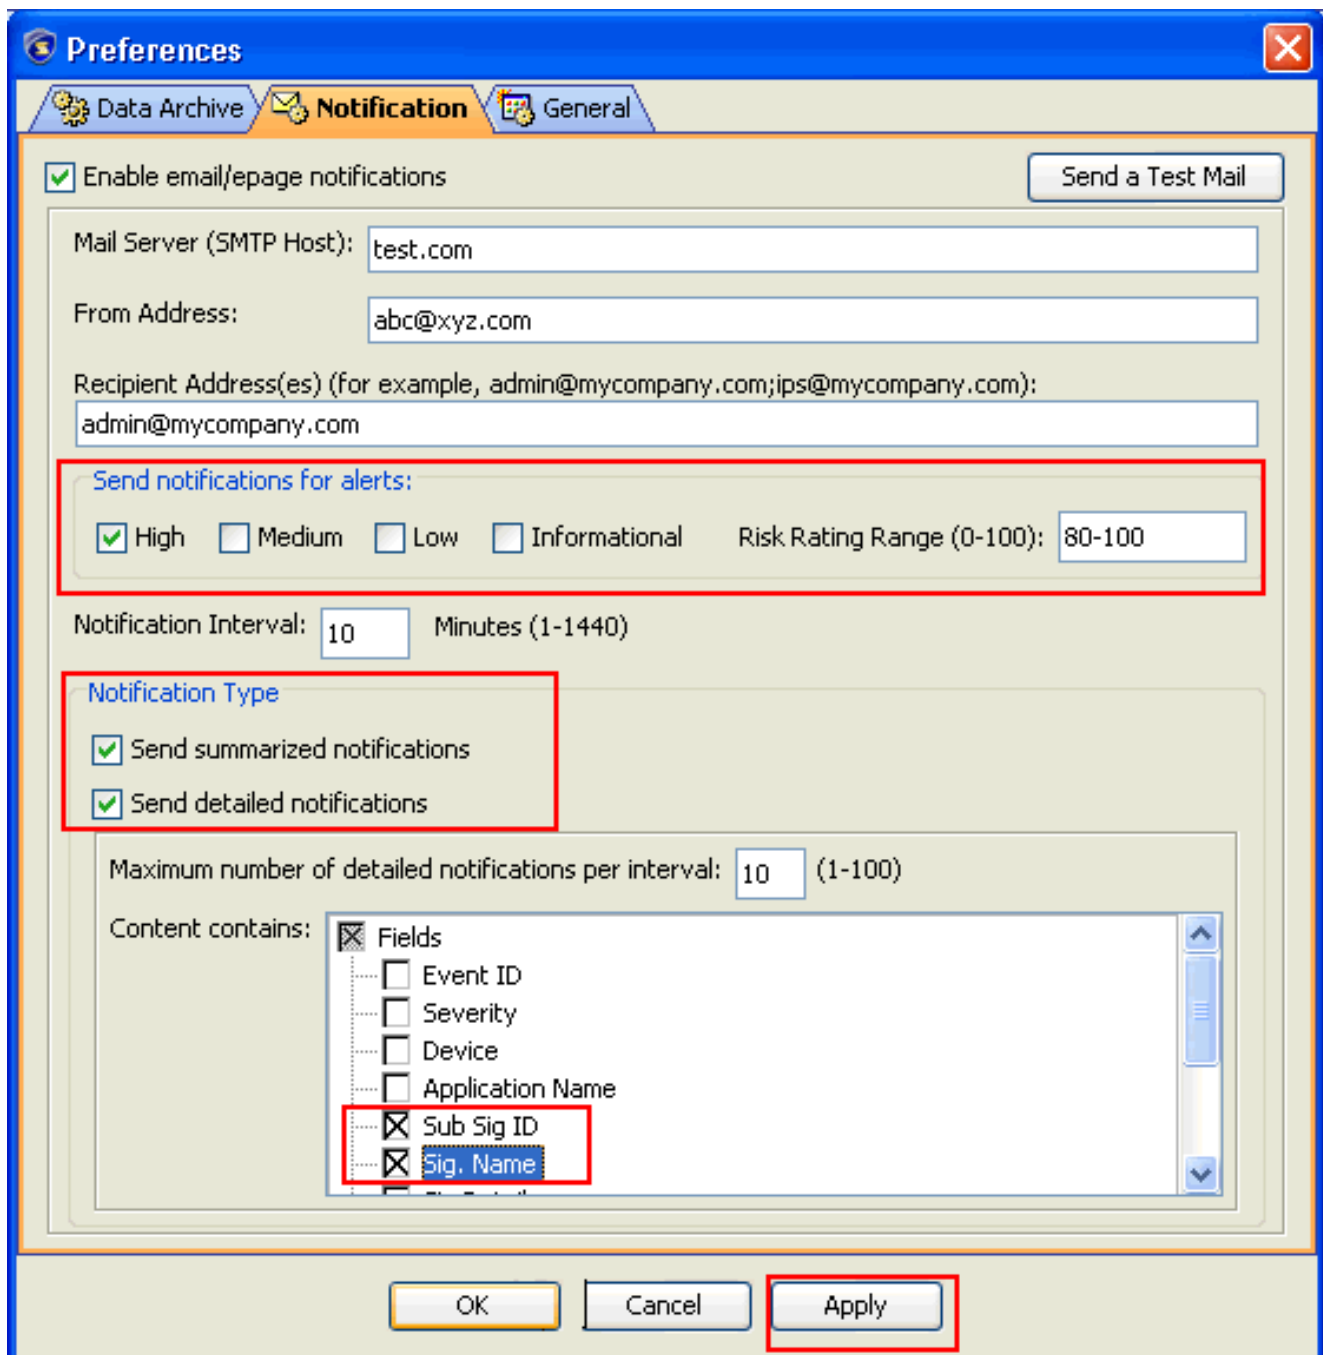 Preferences
Data Archive Notification General
Enable email/epage notifications Send a Test Mail
Mail Server (SMTP Host): test.com
From Address: abc@xyz.com
Recipient Address(es) (for example, admin@mycompany.com;ips@mycompany.com):
admin@mycompany.com
Send notifications for alerts:
High Medium Low Informational Risk Rating Range (0-100): 80-100
Notification Interval: 10 Minutes (1-1440)
Notification Type
Send summarized notifications
Send detailed notifications
Maximum number of detailed notifications per interval: 10 (1-100)
Content contains: Fields
Event ID
Severity
Device
Application Name
Sub Sig ID
Sig. Name
OK Cancel Apply